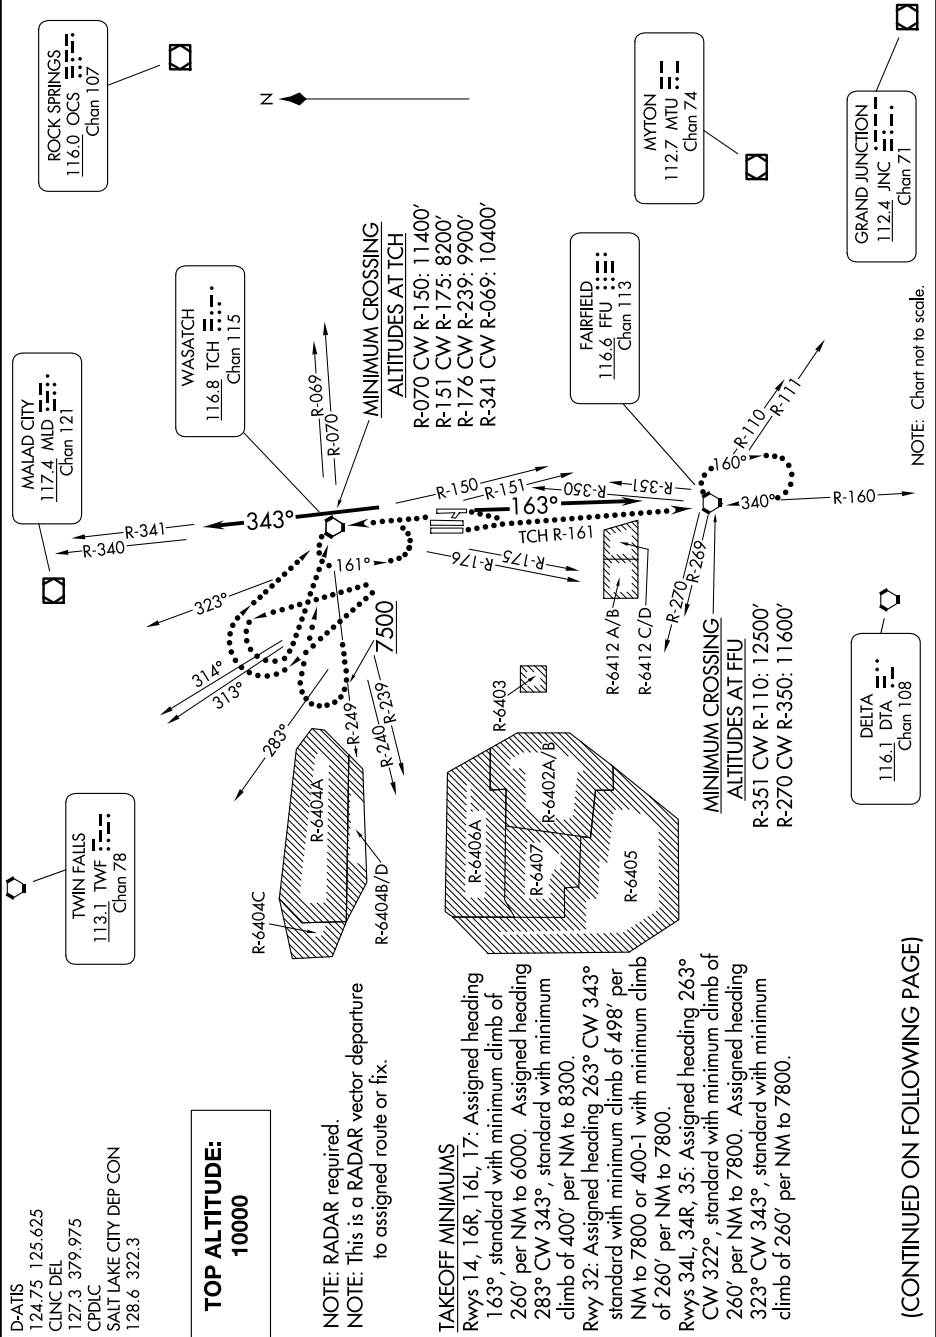 D-ATIS
124.75 125.625
CLNC DEL
127.3 379.975
CPDLC
SALT LAKE CITY DEP CON
128.6 322.3
TOP ALTITUDE:
10000
NOTE: RADAR required.
NOTE: This is a RADAR vector departure
to assigned route or fix.
TAKEOFF MINIMUMS
Rwys 14, 16R, 16L, 17: Assigned heading
163°, standard with minimum climb of
260' per NM to 6000. Assigned heading
283° CW 343°, standard with minimum
climb of 400' per NM to 8300.
Rwy 32: Assigned heading 263° CW 343°
standard with minimum climb of 498' per
NM to 7800 or 400-1 with minimum climb
of 260' per NM to 7800.
Rwys 34L, 34R, 35: Assigned heading 263°
CW 322°, standard with minimum climb of
260' per NM to 7800. Assigned heading
323° CW 343°, standard with minimum
climb of 260' per NM to 7800.
(CONTINUED ON FOLLOWING PAGE)
TWIN FALLS
113.1 TWF
Chan 78
MALAD CITY
117.4 MLD
Chan 121
ROCK SPRINGS
116.0 OCS
Chan 107
WASATCH
116.8 TCH
Chan 115
N
R-341
R-340
343°
R-069
R-070
323°
314°
313°
283°
161°
7500
R-249
R-240
R-239
MINIMUM CROSSING
ALTITUDES AT TCH
R-070 CW R-150: 11400'
R-151 CW R-175: 8200'
R-176 CW R-239: 9900'
R-341 CW R-069: 10400'
R-150
R-151
163°
R-350
R-351
TCH R-161
R-176
R-175
R-6404C
R-6404A
R-6404B/D
R-6406A
R-6407
R-6402A/B
R-6405
R-6403
R-6412 A/B
R-6412 C/D
FAIRFIELD
116.6 FFU
Chan 113
MYTON
112.7 MTU
Chan 74
GRAND JUNCTION
112.4 JNC
Chan 71
160°
340°
R-110
R-111
R-160
R-270
R-269
MINIMUM CROSSING
ALTITUDES AT FFU
R-351 CW R-110: 12500'
R-270 CW R-350: 11600'
DELTA
116.1 DTA
Chan 108
NOTE: Chart not to scale.